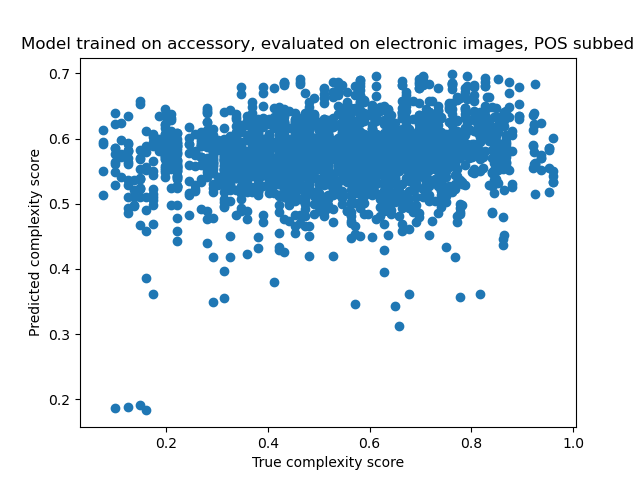 Model trained on accessory, evaluated on electronic images, POS subbed
0.7
0.6
0.5
0.4
0.3
0.2
Predicted complexity score
0.2 0.4 0.6 0.8 1.0
True complexity score